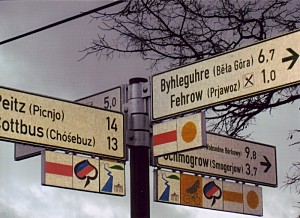 Peitz (Picnjo) 14
Cottbus (Chóśebuz) 13
5,0
Byhleguhre (Běła Góra) 6,7
Fehrow (Prjawoz) 1,0
9,8
Schmogrow (Smogorjow) 3,7